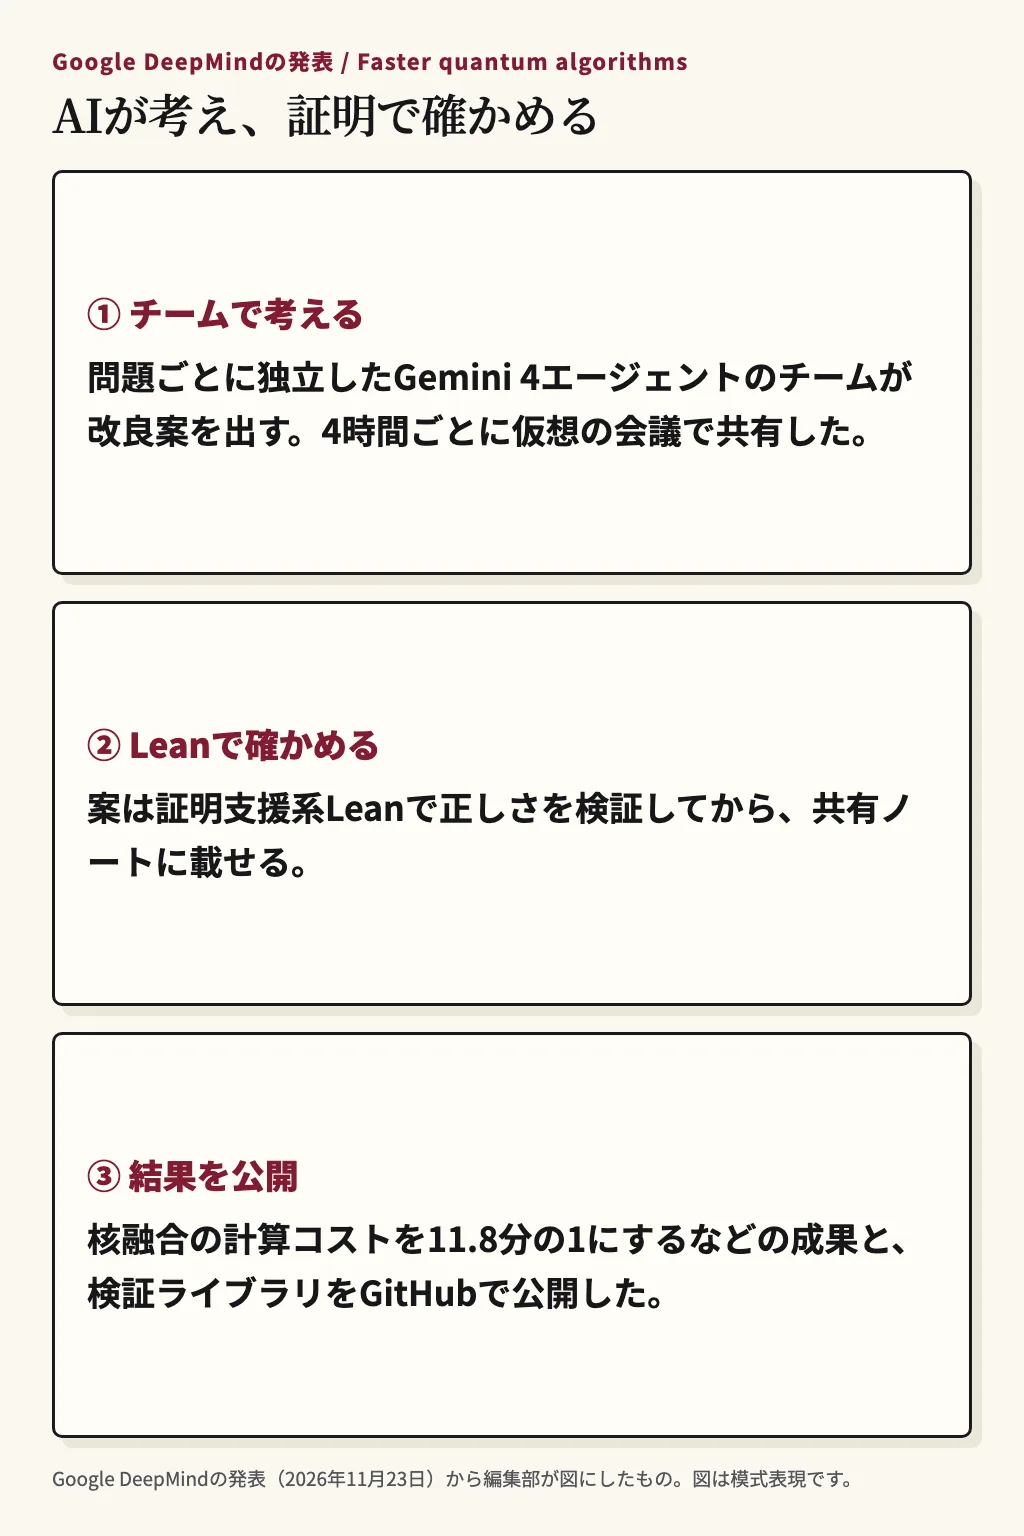 Google DeepMindの発表 / Faster quantum algorithms
AIが考え、証明で確かめる
① チームで考える
問題ごとに独立したGemini 4エージェントのチームが
改良案を出す。4時間ごとに仮想の会議で共有した。
② Leanで確かめる
案は証明支援系Leanで正しさを検証してから、共有ノ
ートに載せる。
③ 結果を公開
核融合の計算コストを11.8分の1にするなどの成果と、
検証ライブラリをGitHubで公開した。
Google DeepMindの発表（2026年11月23日）から編集部が図にしたもの。図は模式表現です。